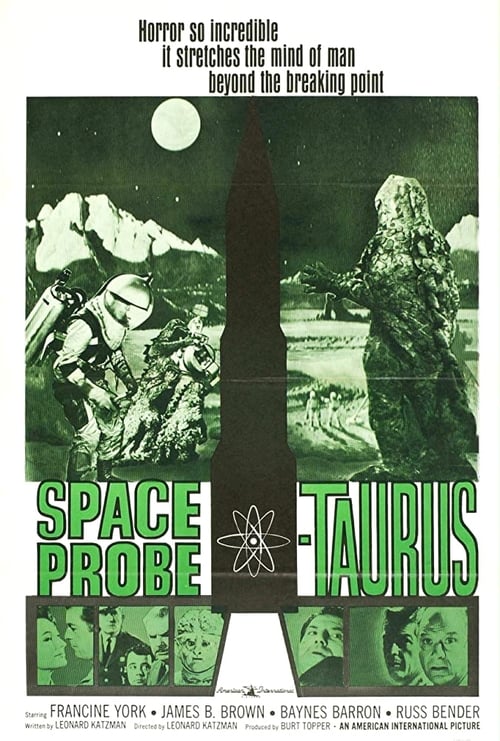 Horror so incredible
it stretches the mind of man
beyond the breaking point
SPACE
PROBE
-TAURUS
American International
Starring FRANCINE YORK • JAMES B. BROWN • BAYNES BARRON • RUSS BENDER
Written by LEONARD KATZMAN Directed by LEONARD KATZMAN Produced by BURT TOPPER - AN AMERICAN INTERNATIONAL PICTURE